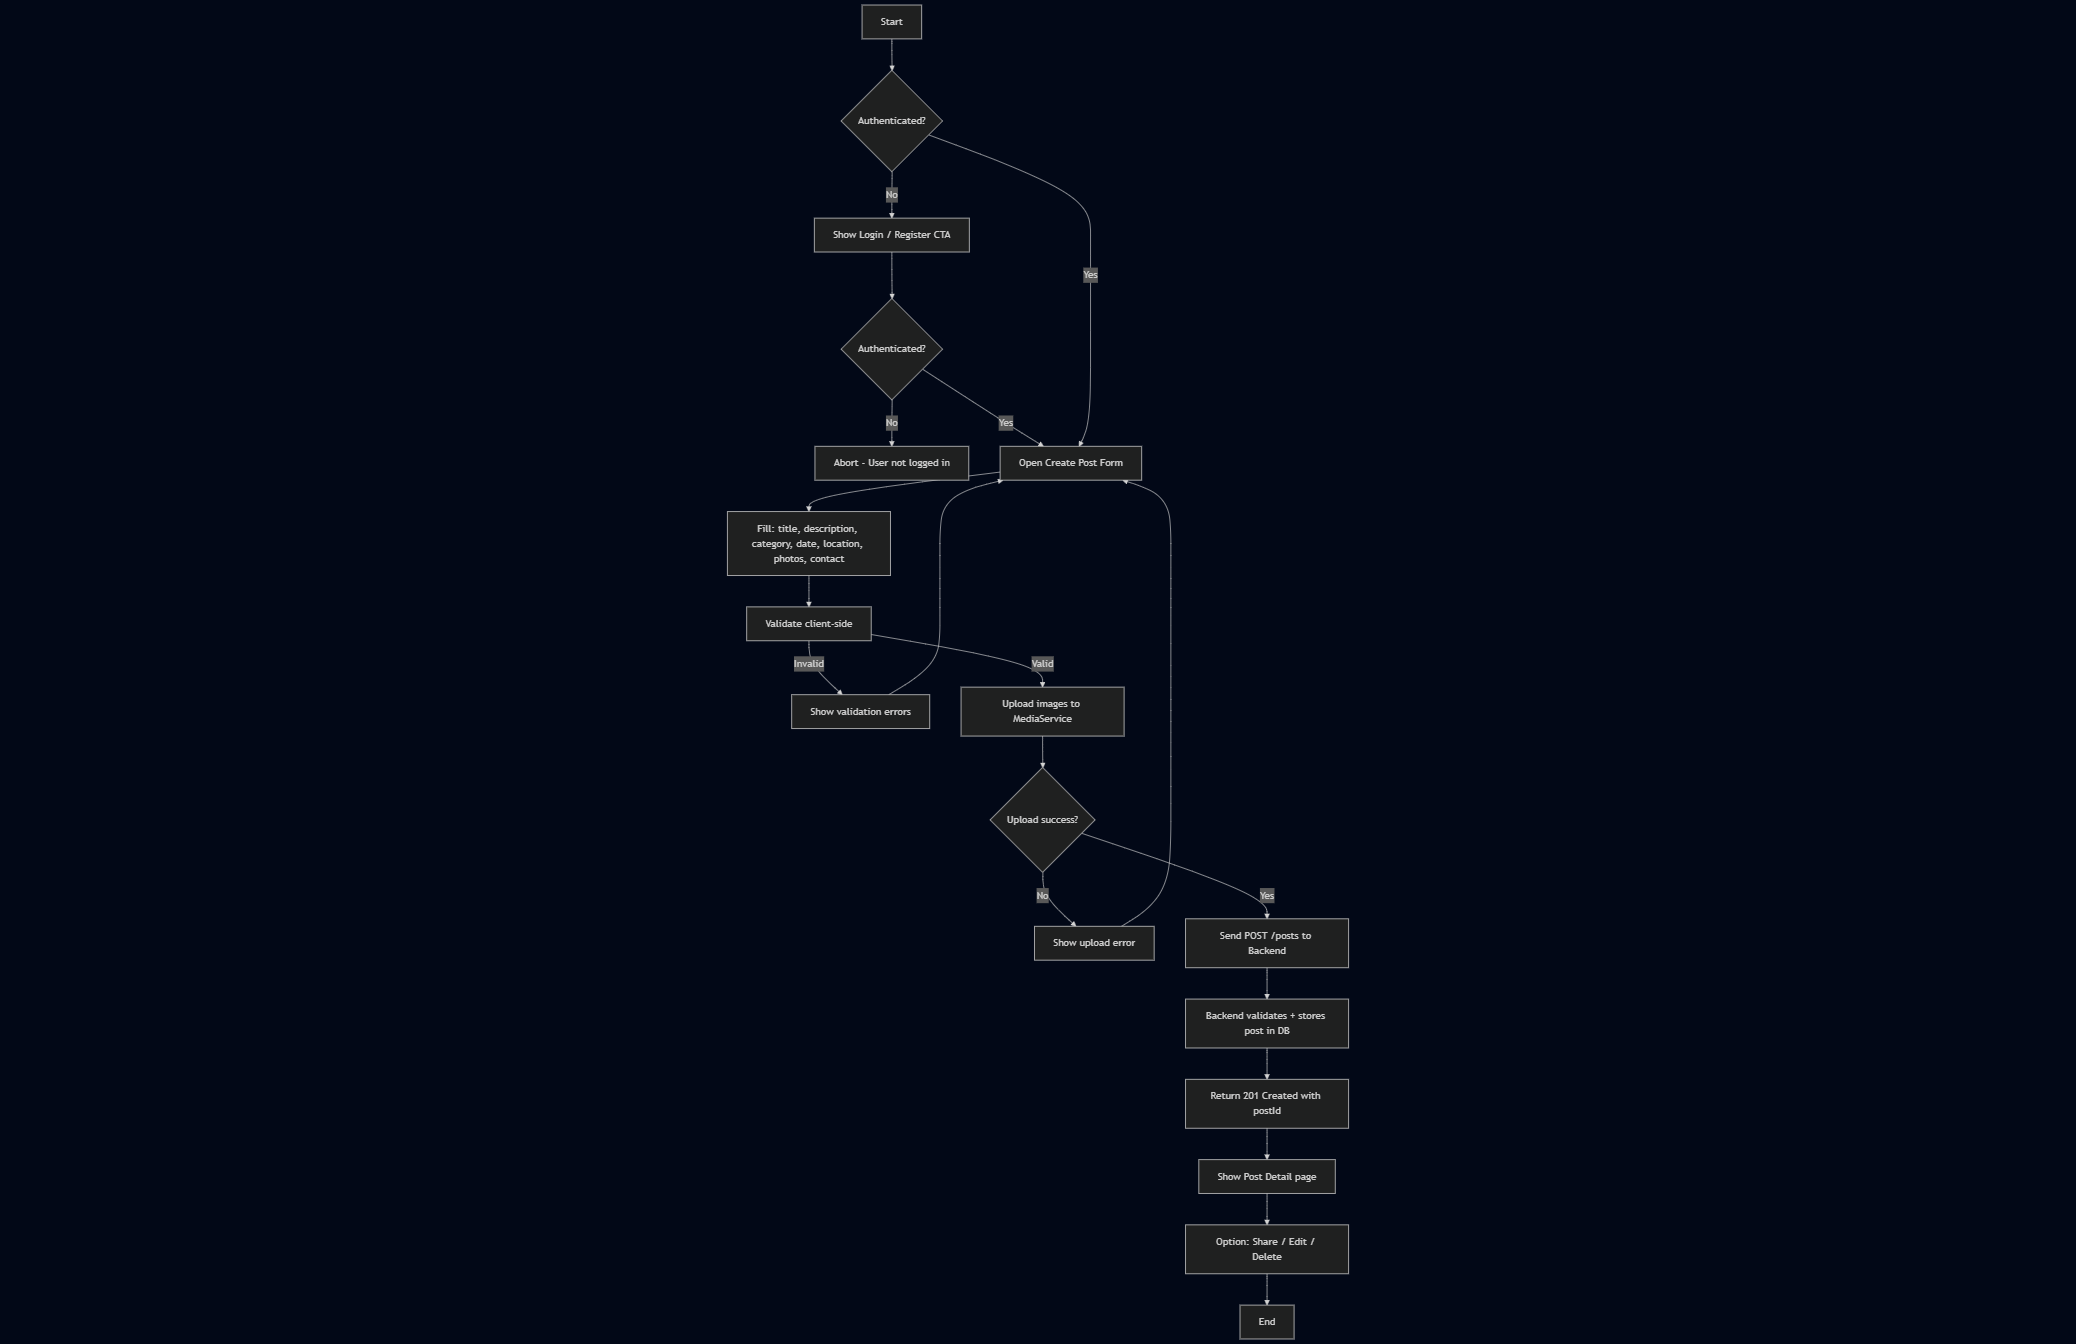 Start
Authenticated?
No
Show Login / Register CTA
Yes
Authenticated?
No
Yes
Abort - User not logged in
Open Create Post Form
Fill: title, description,
category, date, location,
photos, contact
Validate client-side
Invalid
Valid
Show validation errors
Upload images to
MediaService
Upload success?
No
Yes
Show upload error
Send POST /posts to
Backend
Backend validates + stores
post in DB
Return 201 Created with
postId
Show Post Detail page
Option: Share / Edit /
Delete
End